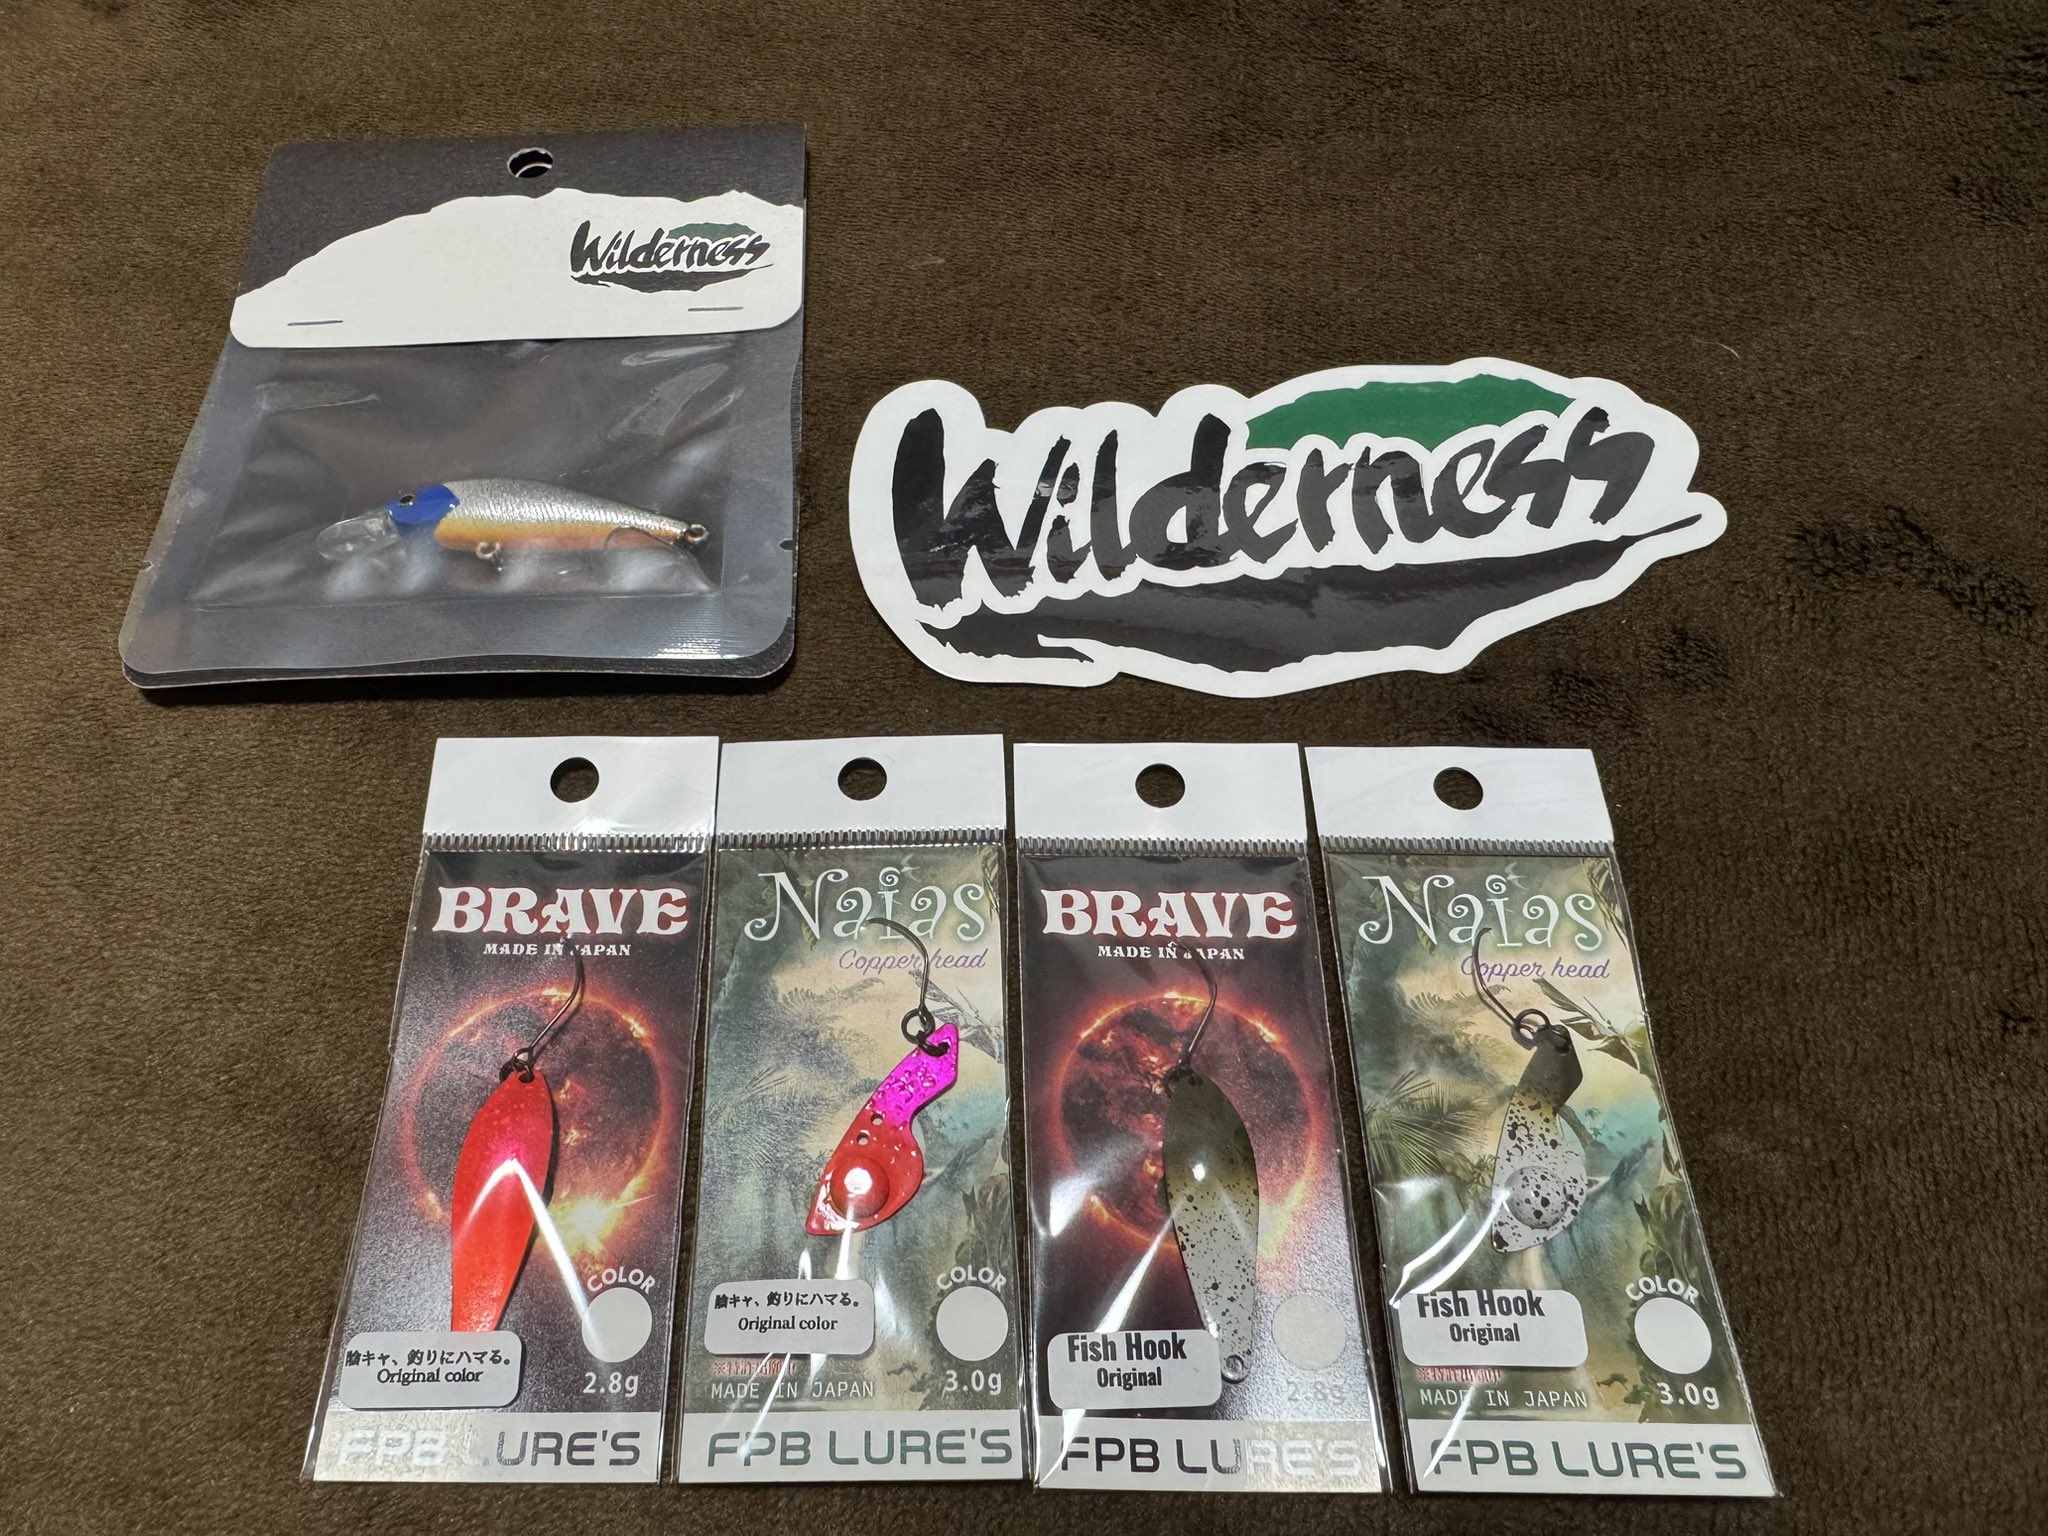 Wilderness
Wilderness
BRAVE
MADE IN JAPAN
COLOR
陰キャ、釣りにハマる。
Original color
2.8g
FPB LURE'S
Naias
Copper head
COLOR
陰キャ、釣りにハマる。
Original color
MADE IN JAPAN
3.0g
FPB LURE'S
BRAVE
MADE IN JAPAN
Fish Hook
Original
2.8g
FPB LURE'S
Naias
Copper head
COLOR
Fish Hook
Original
MADE IN JAPAN
3.0g
FPB LURE'S